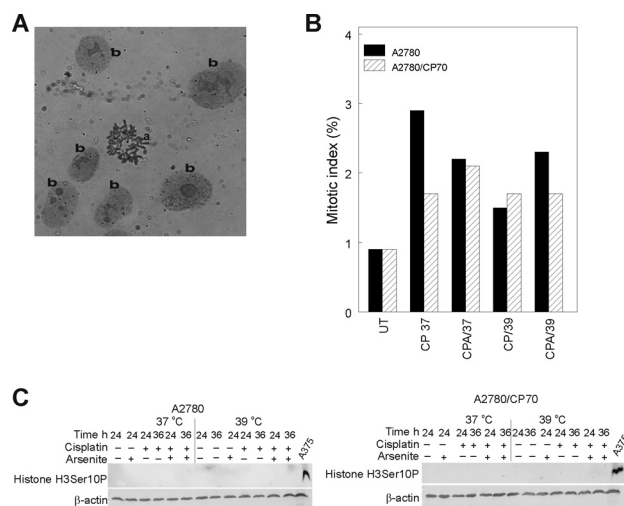 A
b
b
a
b
b
b
b
B
4
3
2
1
0
Mitotic index (%)
A2780
A2780/CP70
UT
CP 37
CPA/37
CP/39
CPA/39
C
A2780
37 °C 39 °C
Time h 24 24 24 36 24 36 24 36 24 24 36 24 36 A375
Cisplatin – – + + + + – – – + + + +
Arsenite – + – – + + – – + – – + +
Histone H3Ser10P
β-actin
A2780/CP70
37 °C 39 °C
Time h 24 24 24 36 24 36 24 36 24 24 36 24 36 A375
Cisplatin – – + + + + – – – + + + +
Arsenite – + – – + + – – + – – + +
Histone H3Ser10P
β-actin